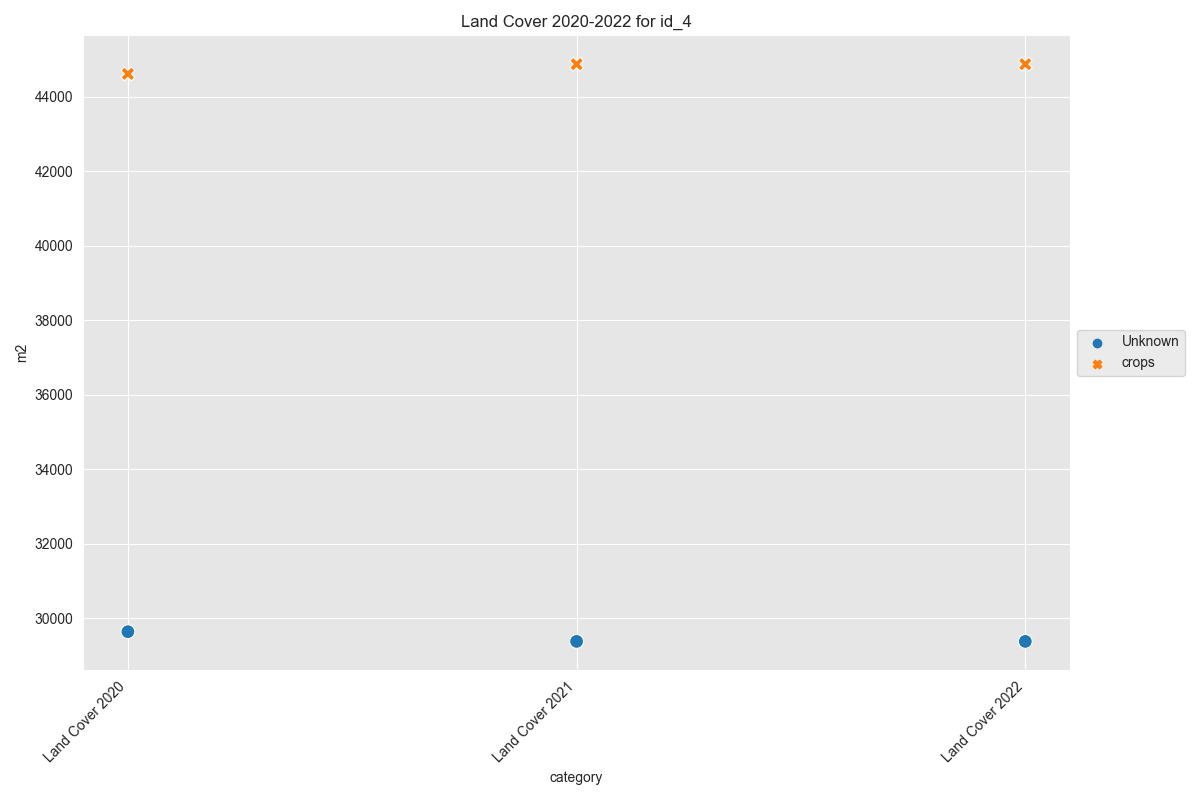 Land Cover 2020-2022 for id_4
44000
42000
40000
38000
36000
34000
32000
30000
m2
Unknown
crops
Land Cover 2020
Land Cover 2021
Land Cover 2022
category